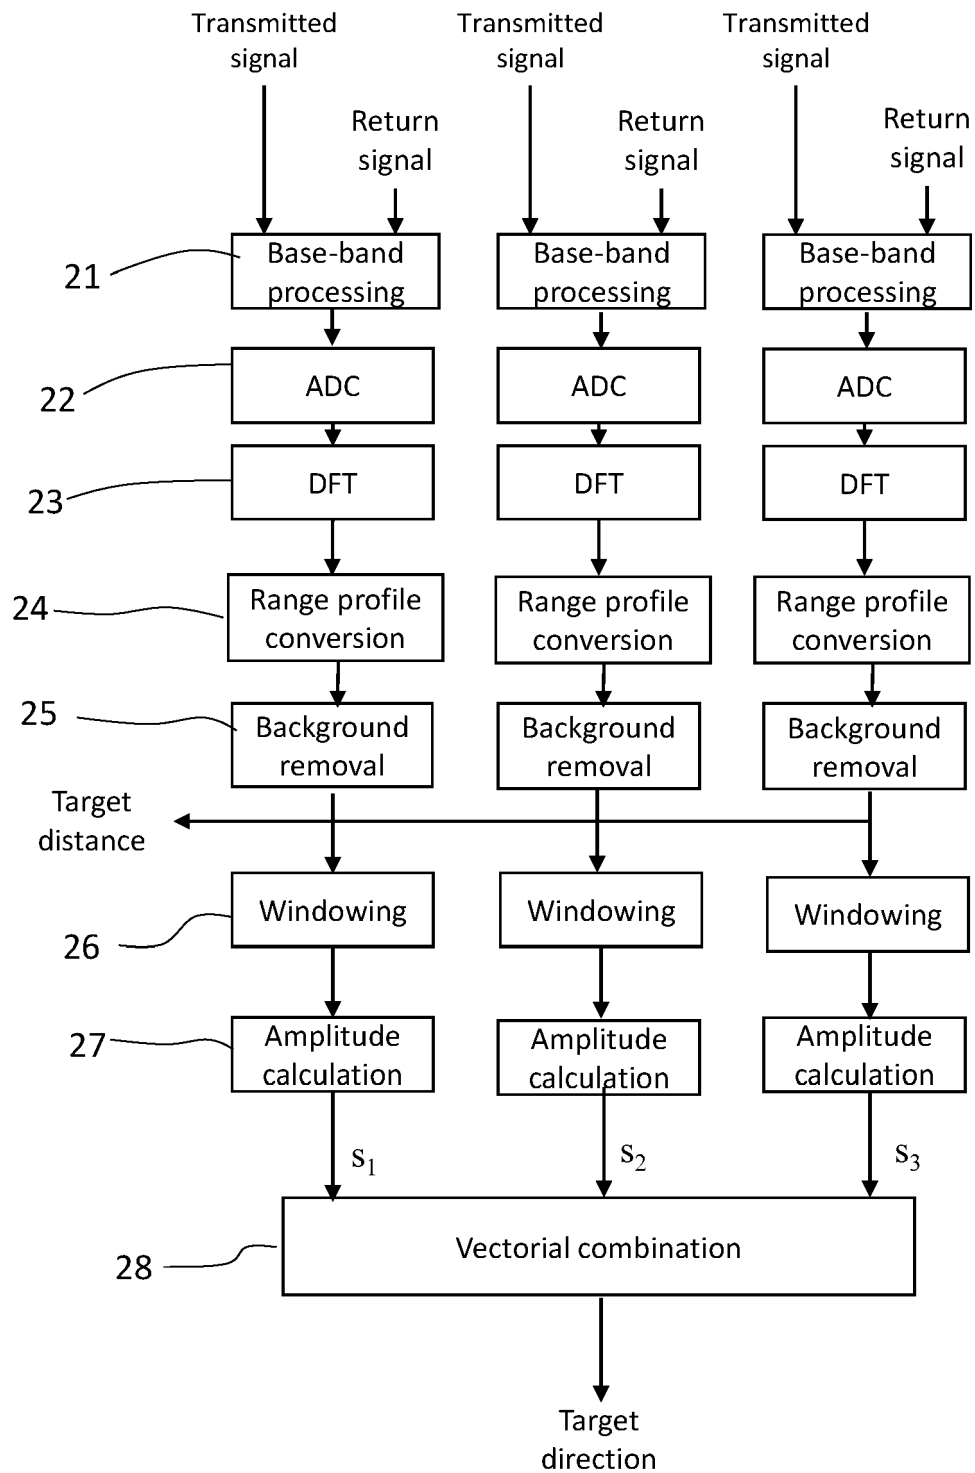 Transmitted
signal
Transmitted
signal
Transmitted
signal
Return
signal
Return
signal
Return
signal
21
Base-band
processing
Base-band
processing
Base-band
processing
22
ADC
ADC
ADC
23
DFT
DFT
DFT
24
Range profile
conversion
Range profile
conversion
Range profile
conversion
25
Background
removal
Background
removal
Background
removal
Target
distance
26
Windowing
Windowing
Windowing
27
Amplitude
calculation
Amplitude
calculation
Amplitude
calculation
s1
s2
s3
28
Vectorial combination
Target
direction